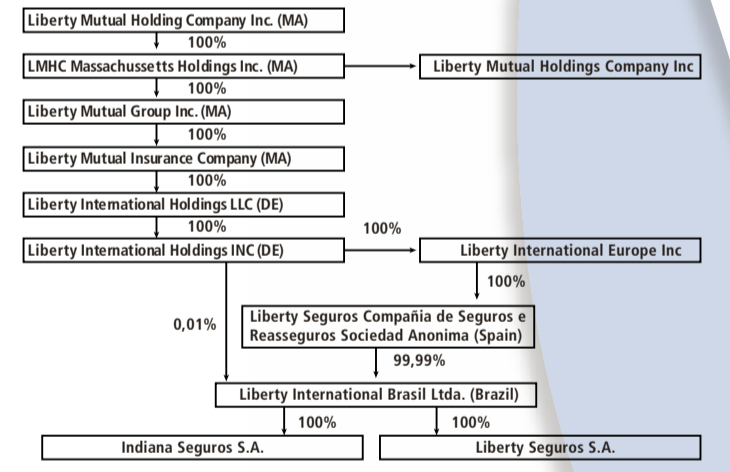 Liberty Mutual Holding Company Inc. (MA)
100%
LMHC Massachussetts Holdings Inc. (MA)
Liberty Mutual Holdings Company Inc
100%
Liberty Mutual Group Inc. (MA)
100%
Liberty Mutual Insurance Company (MA)
100%
Liberty International Holdings LLC (DE)
100%
100%
Liberty International Holdings INC (DE)
Liberty International Europe Inc
100%
0,01%
Liberty Seguros Compañia de Seguros e
Reasseguros Sociedad Anonima (Spain)
99,99%
Liberty International Brasil Ltda. (Brazil)
100%
100%
Indiana Seguros S.A.
Liberty Seguros S.A.